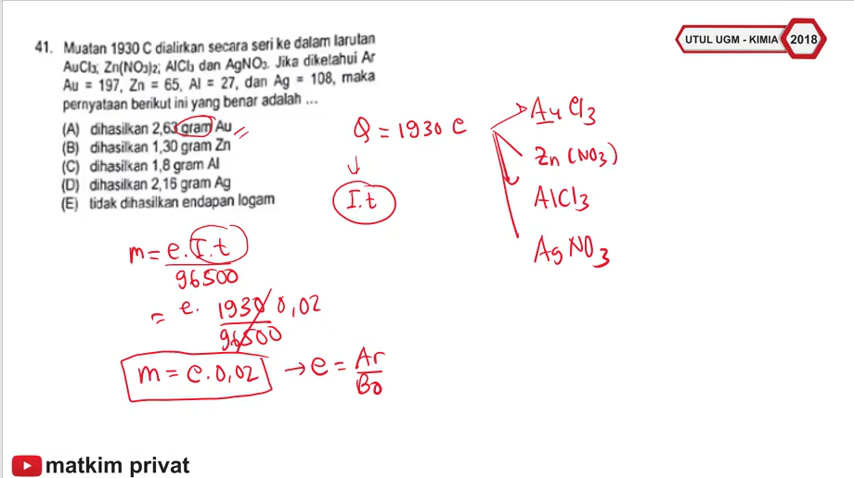 UTUL UGM - KIMIA 2018
41. Muatan 1930 C dialirkan secara seri ke dalam larutan
AuCl₃; Zn(NO₃)₂; AlCl₃ dan AgNO₃. Jika diketahui Ar
Au = 197, Zn = 65, Al = 27, dan Ag = 108, maka
pernyataan berikut ini yang benar adalah ...
(A) dihasilkan 2,63 gram Au
(B) dihasilkan 1,30 gram Zn
(C) dihasilkan 1,8 gram Al
(D) dihasilkan 2,16 gram Ag
(E) tidak dihasilkan endapan logam
Q = 1930 C
I.t
AuCl3
Zn(NO3)
AlCl3
AgNO3
m = e.I.t
96500
= e. 1930 0,02
96500
m = e.0,02 → e = Ar
Bo
matkim privat